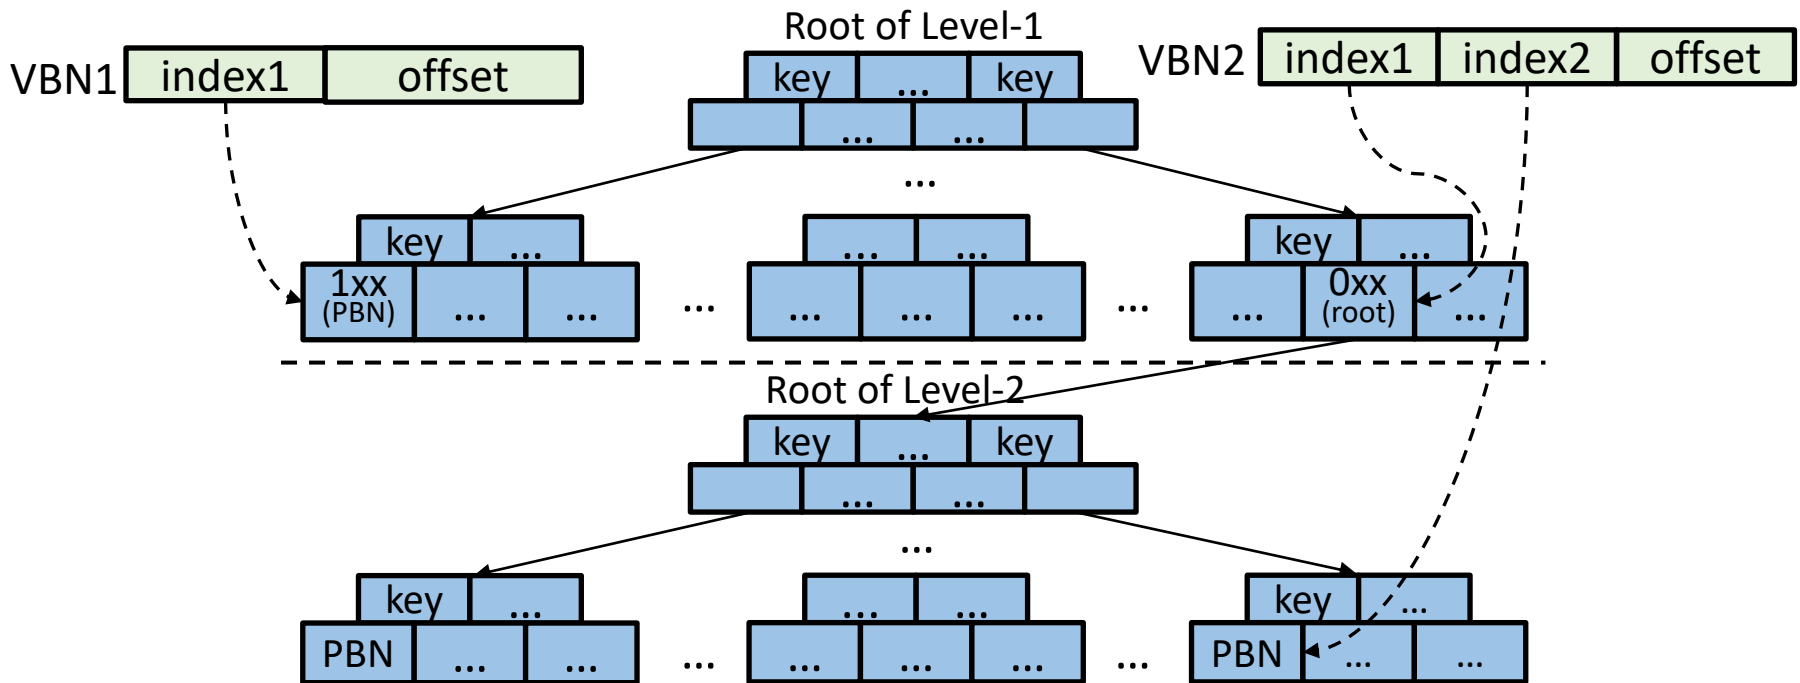 Root of Level-1
VBN1 index1 offset
VBN2 index1 index2 offset
key ... key
... ...
...
key ... ... ... key ...
1xx (PBN) ... ... ... ... ... ... ... ... 0xx (root) ...
Root of Level-2
key ... key
... ...
...
key ... ... ... key ...
PBN ... ... ... ... ... ... ... PBN ... ...